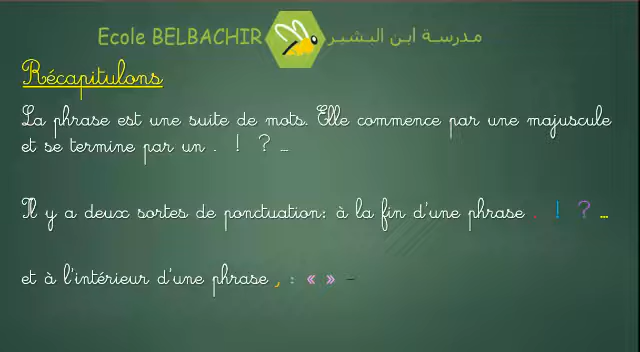 Ecole BELBACHIR مدرسة ابن البشير
Récapitulons
La phrase est une suite de mots. Elle commence par une majuscule
et se termine par un . ! ? ...
Il y a deux sortes de ponctuation: à la fin d'une phrase . ! ? ...
et à l'intérieur d'une phrase , : « » -